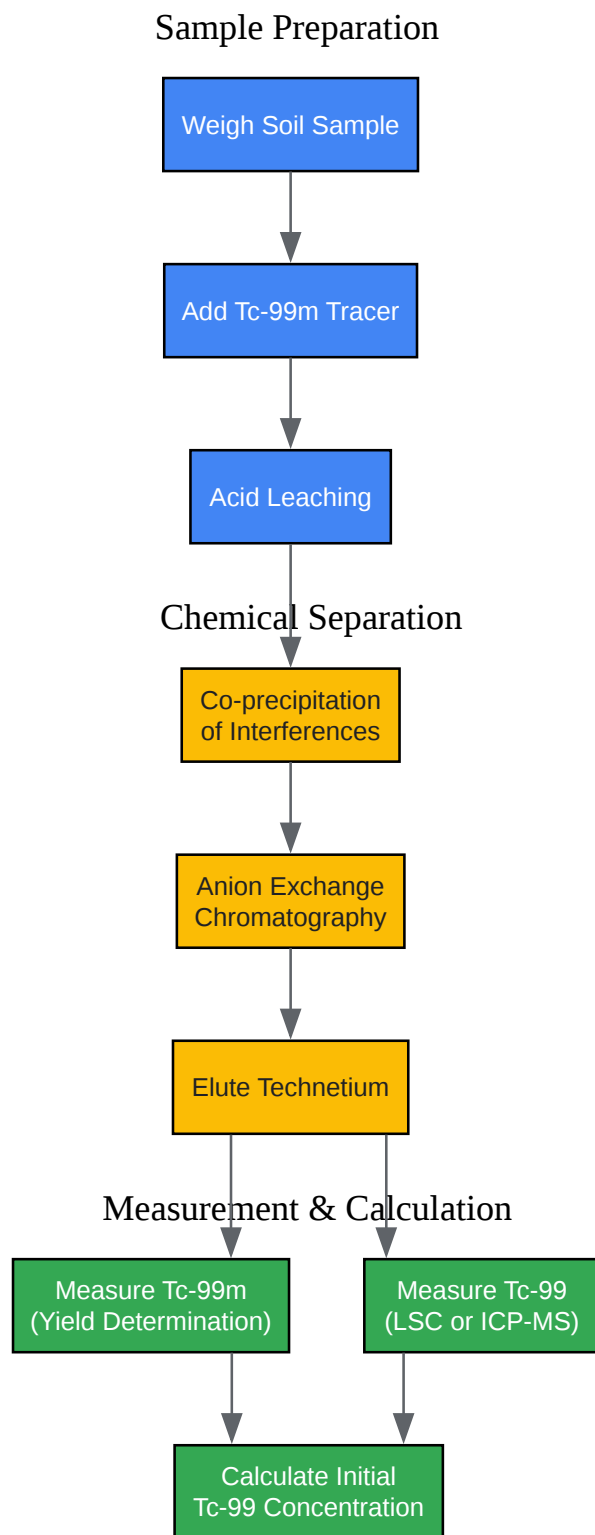 Sample Preparation
Weigh Soil Sample
Add Tc-99m Tracer
Acid Leaching
Chemical Separation
Co-precipitation
of Interferences
Anion Exchange
Chromatography
Elute Technetium
Measurement & Calculation
Measure Tc-99m
(Yield Determination)
Measure Tc-99
(LSC or ICP-MS)
Calculate Initial
Tc-99 Concentration